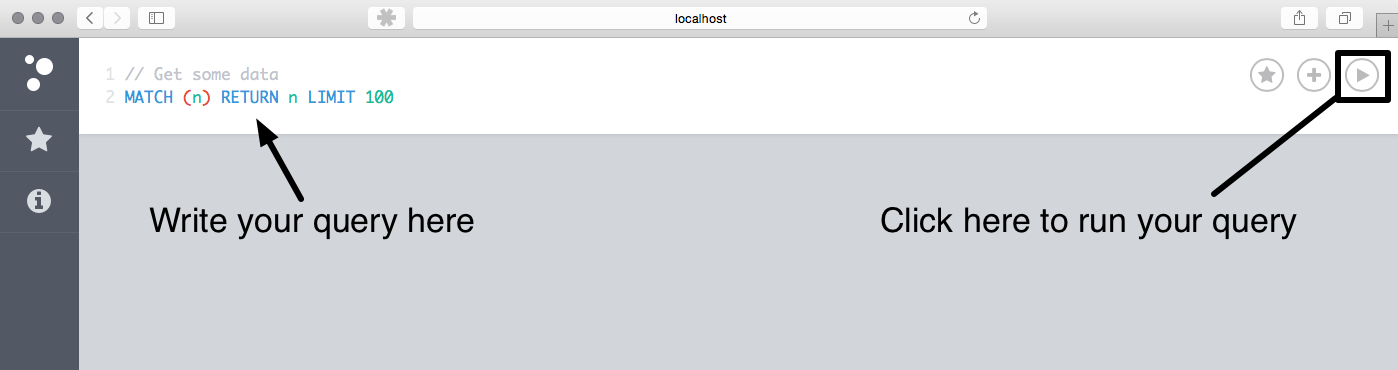 localhost
1 // Get some data
2 MATCH (n) RETURN n LIMIT 100
Write your query here
Click here to run your query